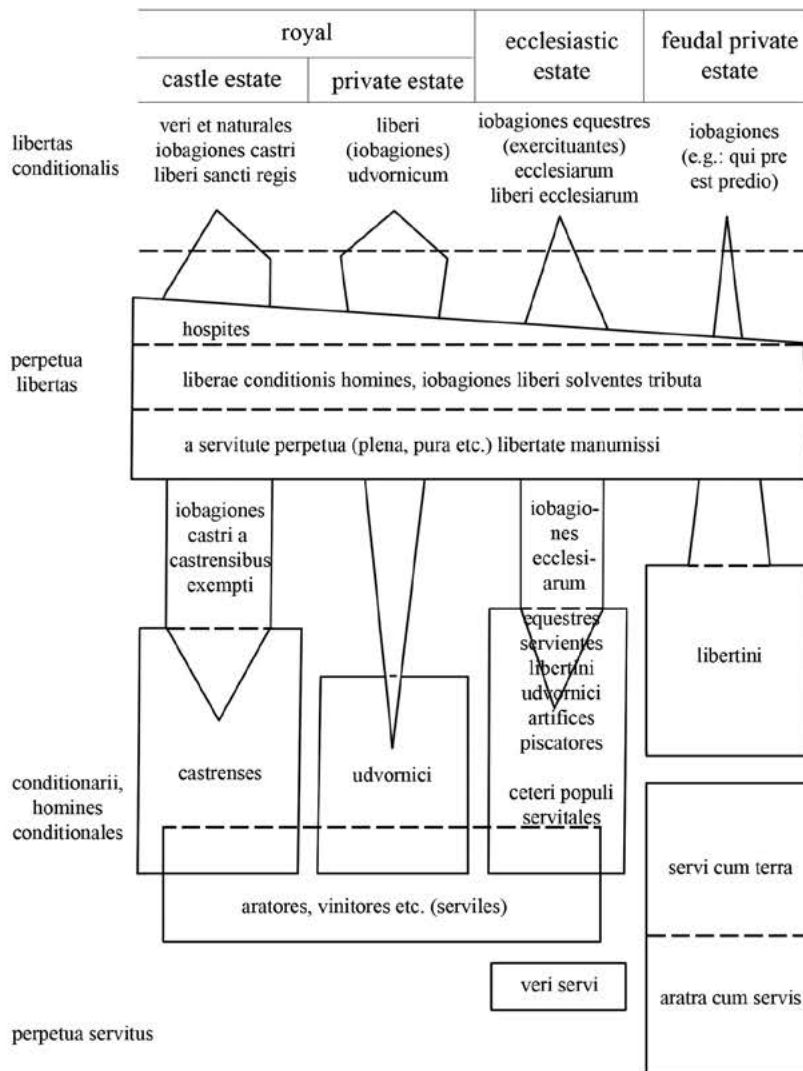 royal
ecclesiastic
estate
feudal private
estate
castle estate
private estate
libertas
conditionalis
veri et naturales
iobagiones castri
liberi sancti regis
liberi
(iobagiones)
udvornicum
iobagiones equestres
(exercituantes)
ecclesiarum
liberi ecclesiarum
iobagiones
(e.g.: qui pre
est predio)
perpetua
libertas
hospites
liberae conditionis homines, iobagiones liberi solventes tributa
a servitute perpetua (plena, pura etc.) libertate manumissi
iobagiones
castri a
castrensibus
exempti
iobagio-
nes
ecclesi-
arum
equestres
servientes
libertini
udvornici
artifices
piscatores
ceteri populi
servitales
libertini
conditionarii,
homines
conditionales
castrenses
udvornici
servi cum terra
aratores, vinitores etc. (serviles)
veri servi
aratra cum servis
perpetua servitus